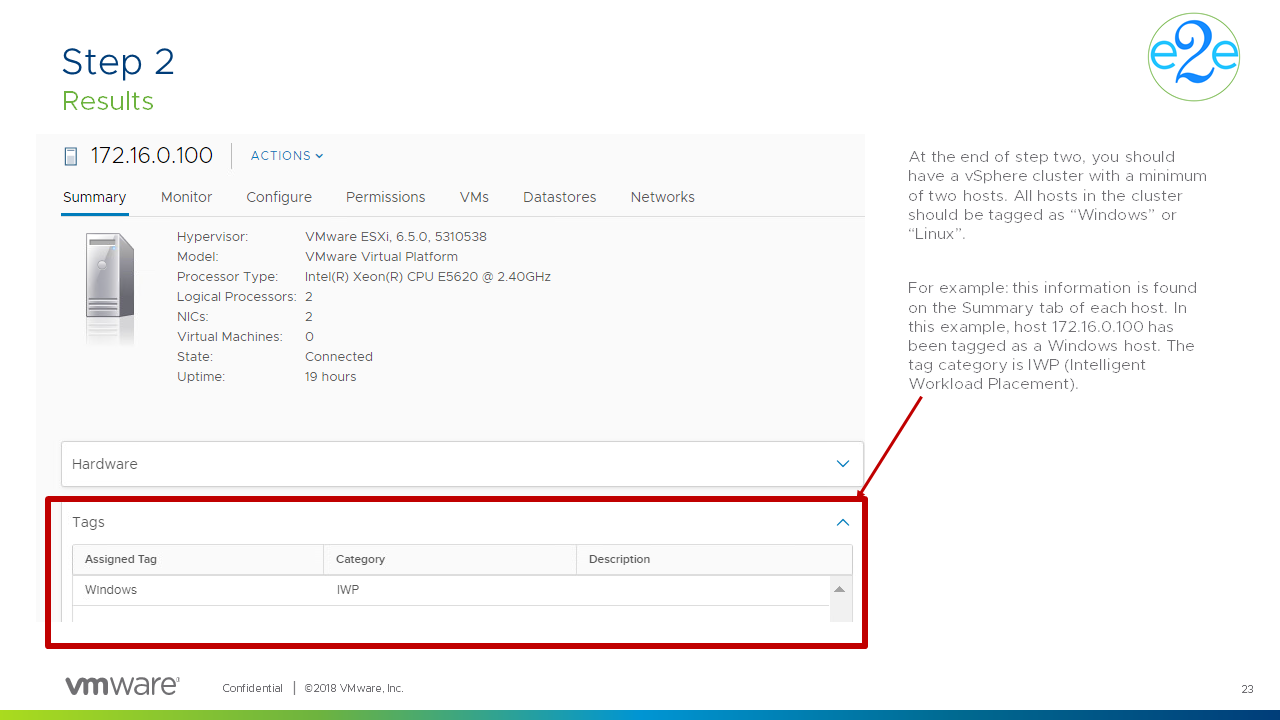 Step 2
Results
e2e
172.16.0.100
ACTIONS
Summary Monitor Configure Permissions VMs Datastores Networks
Hypervisor: VMware ESXi, 6.5.0, 5310538
Model: VMware Virtual Platform
Processor Type: Intel(R) Xeon(R) CPU E5620 @ 2.40GHz
Logical Processors: 2
NICs: 2
Virtual Machines: 0
State: Connected
Uptime: 19 hours
Hardware
Tags
Assigned Tag Category Description
Windows IWP
At the end of step two, you should
have a vSphere cluster with a minimum
of two hosts. All hosts in the cluster
should be tagged as “Windows” or
“Linux”.
For example: this information is found
on the Summary tab of each host. In
this example, host 172.16.0.100 has
been tagged as a Windows host. The
tag category is IWP (Intelligent
Workload Placement).
vmware
Confidential | ©2018 VMware, Inc.
23